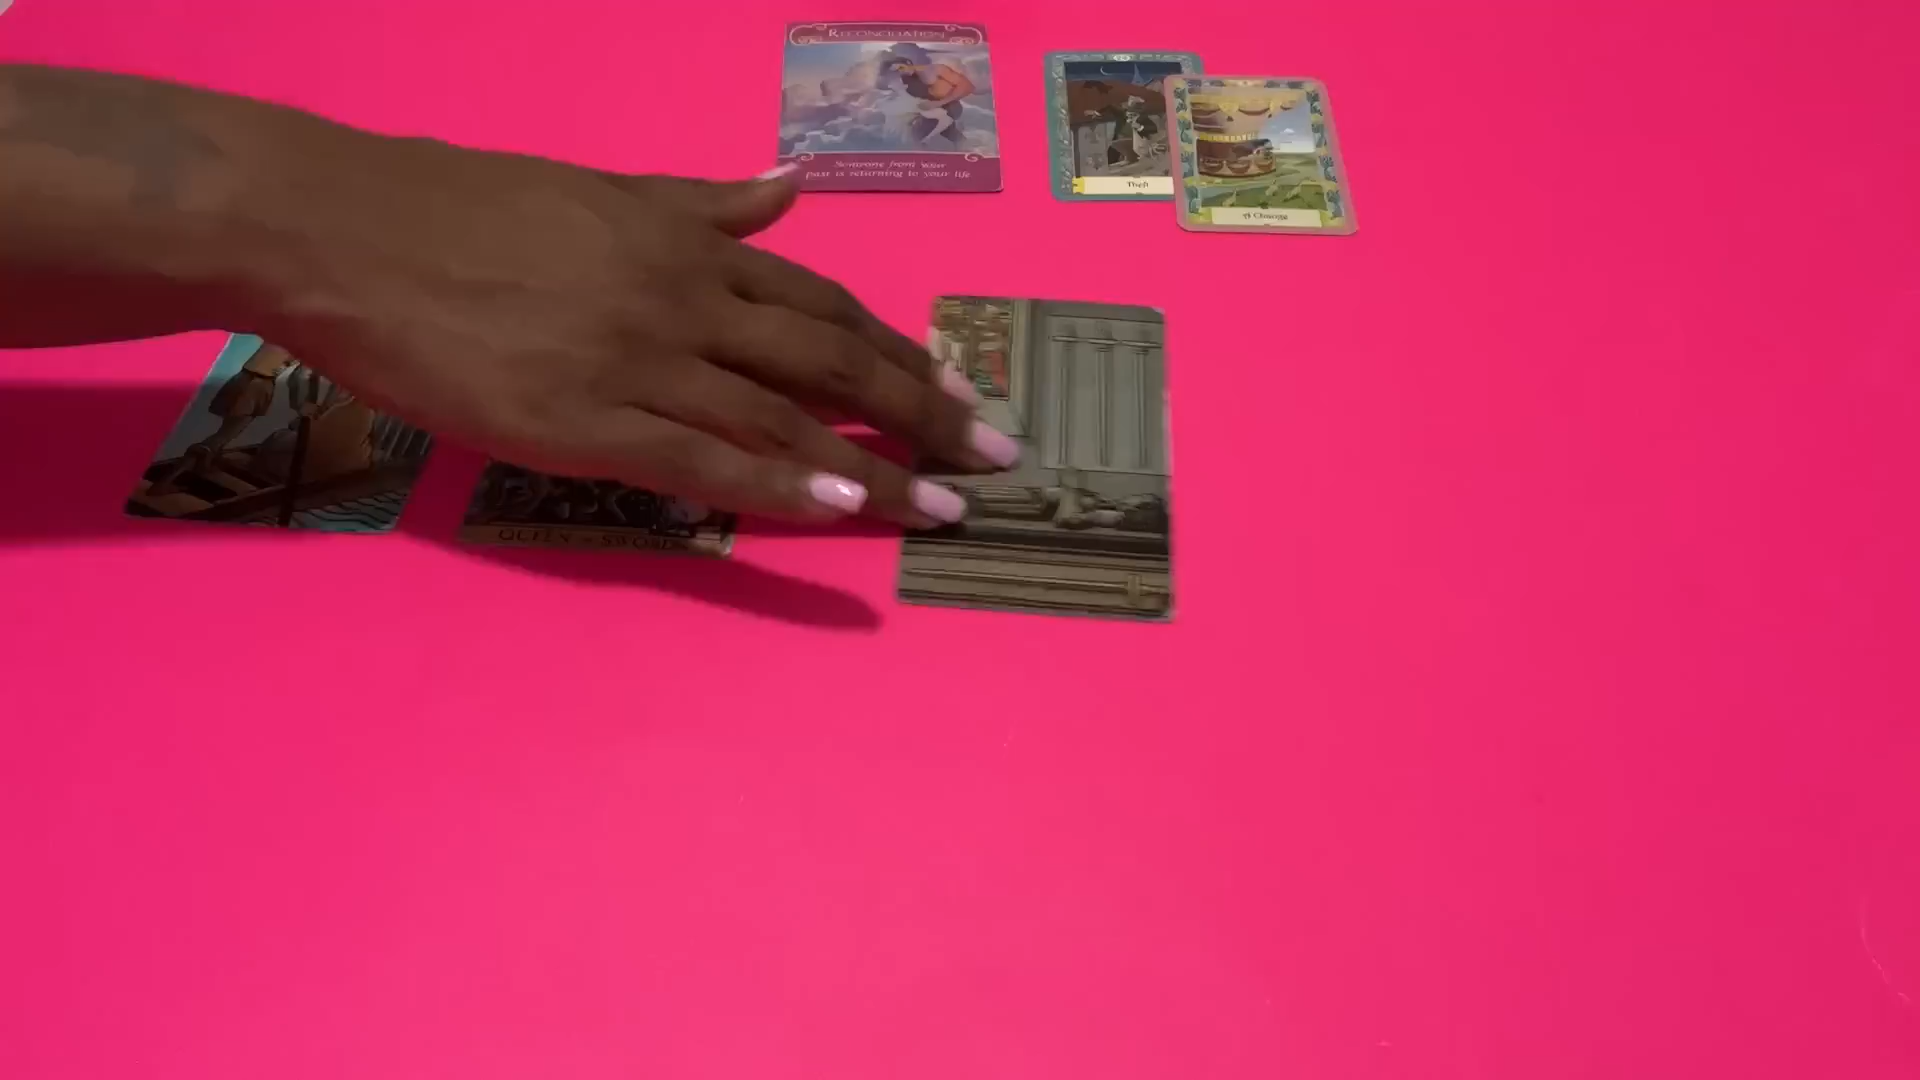 RECONCILIATION
Someone from your
past is returning to your life
Theft
A Change
QUEEN of SWORDS